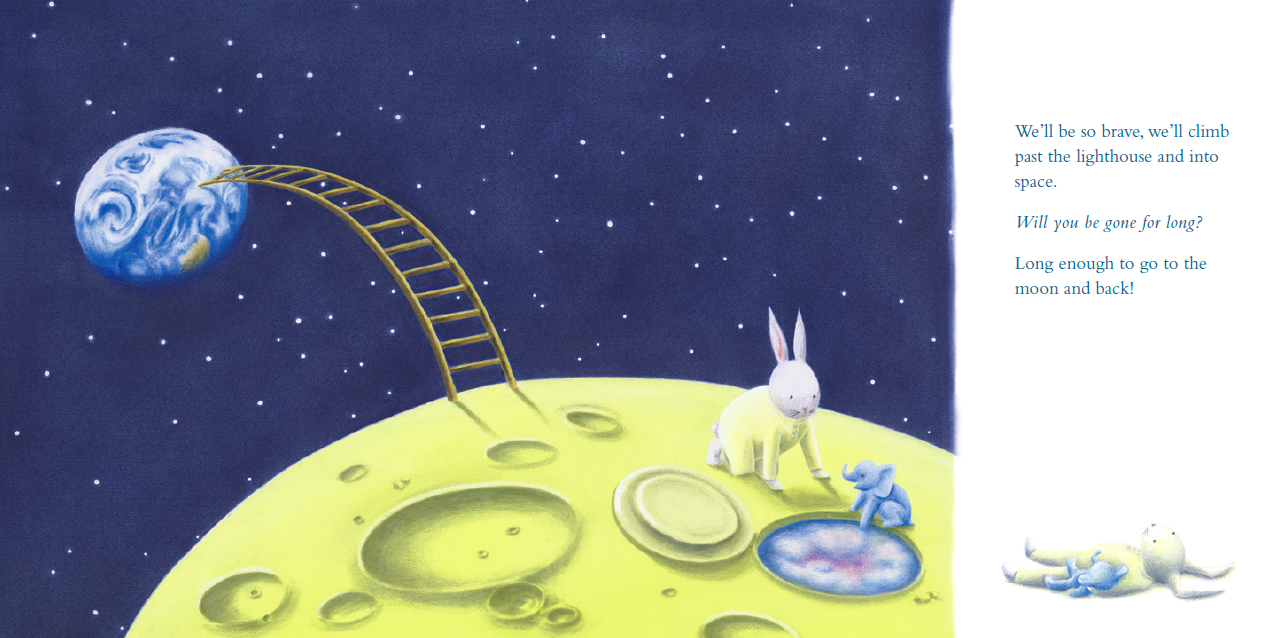 We’ll be so brave, we’ll climb
past the lighthouse and into
space.
Will you be gone for long?
Long enough to go to the
moon and back!